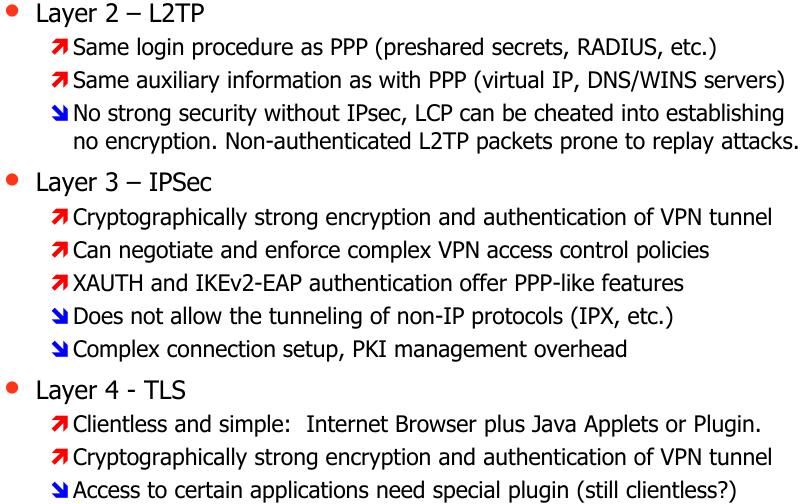 Layer 2 – L2TP
Same login procedure as PPP (preshared secrets, RADIUS, etc.)
Same auxiliary information as with PPP (virtual IP, DNS/WINS servers)
No strong security without IPsec, LCP can be cheated into establishing
no encryption. Non-authenticated L2TP packets prone to replay attacks.
Layer 3 – IPSec
Cryptographically strong encryption and authentication of VPN tunnel
Can negotiate and enforce complex VPN access control policies
XAUTH and IKEv2-EAP authentication offer PPP-like features
Does not allow the tunneling of non-IP protocols (IPX, etc.)
Complex connection setup, PKI management overhead
Layer 4 - TLS
Clientless and simple:  Internet Browser plus Java Applets or Plugin.
Cryptographically strong encryption and authentication of VPN tunnel
Access to certain applications need special plugin (still clientless?)